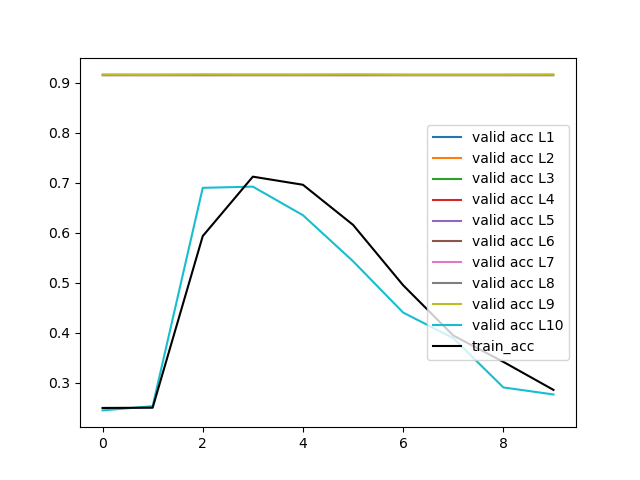 0.9
0.8
0.7
0.6
0.5
0.4
0.3
0 2 4 6 8
valid acc L1
valid acc L2
valid acc L3
valid acc L4
valid acc L5
valid acc L6
valid acc L7
valid acc L8
valid acc L9
valid acc L10
train_acc